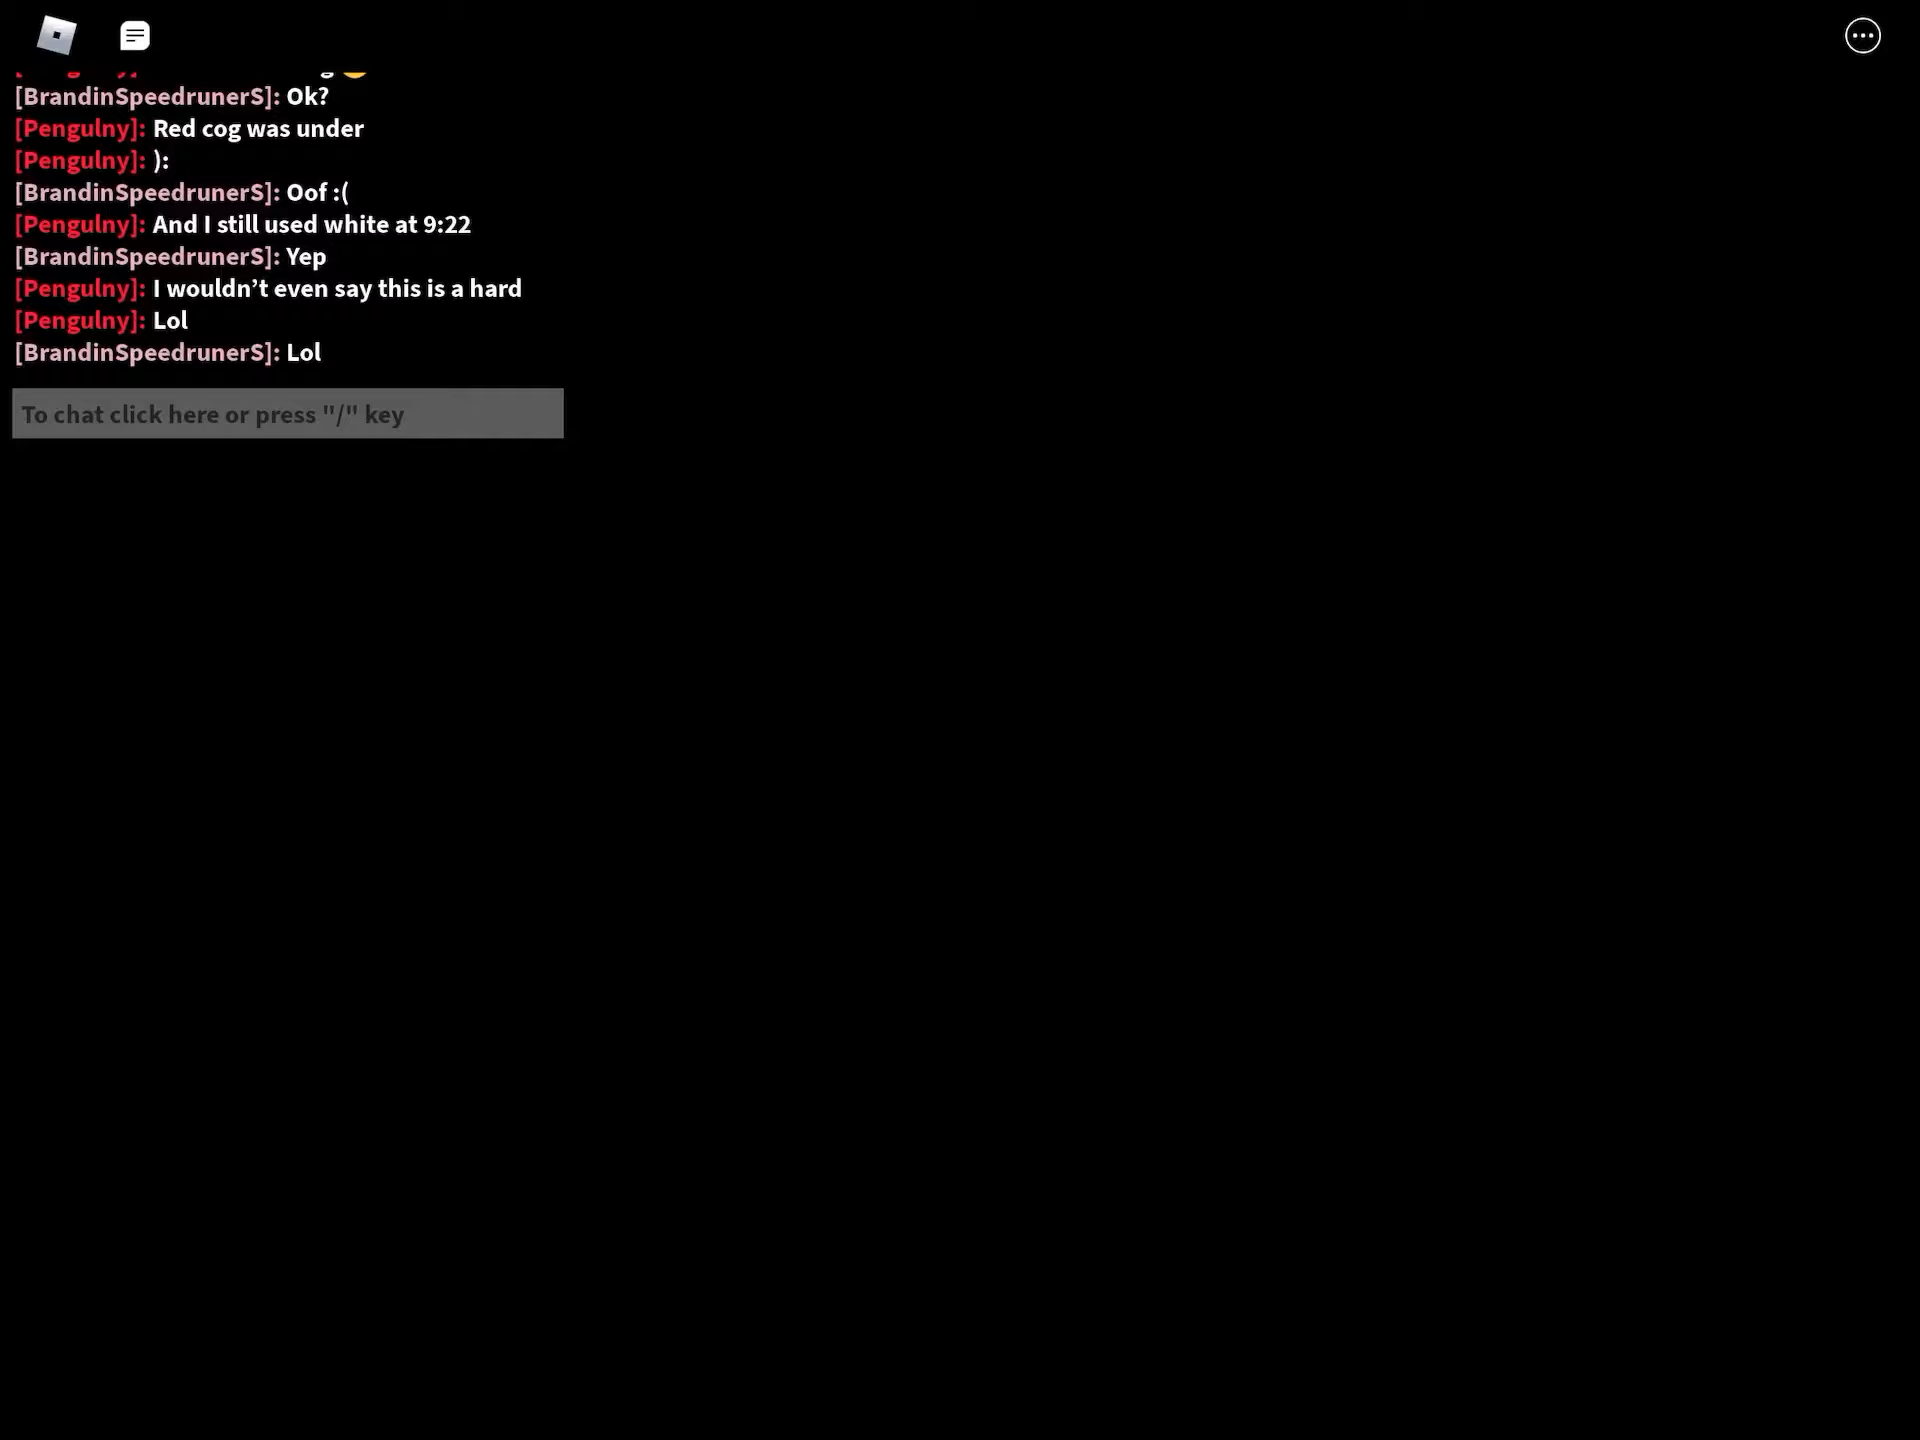 [BrandinSpeedrunerS]: Ok?
[Pengulny]: Red cog was under
[Pengulny]: ):
[BrandinSpeedrunerS]: Oof :(
[Pengulny]: And I still used white at 9:22
[BrandinSpeedrunerS]: Yep
[Pengulny]: I wouldn’t even say this is a hard
[Pengulny]: Lol
[BrandinSpeedrunerS]: Lol
To chat click here or press "/" key